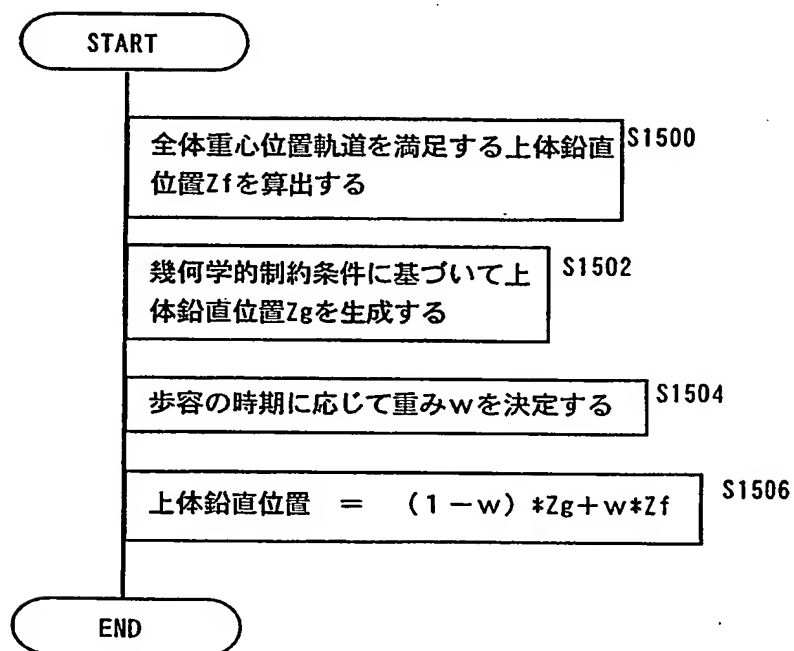 START
全体重心位置軌道を満足する上体鉛直
位置Zfを算出する
S1500
幾何学的制約条件に基づいて上
体鉛直位置Zgを生成する
S1502
歩容の時期に応じて重みwを決定する
S1504
上体鉛直位置 = (1-w)*Zg+w*Zf
S1506
END